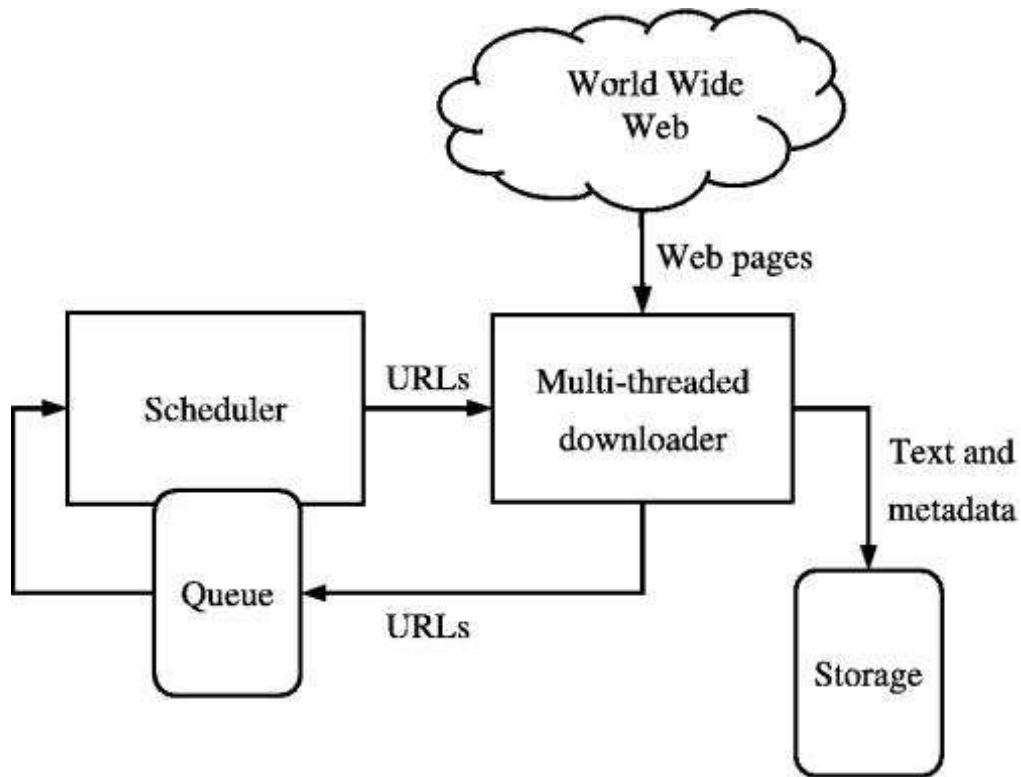 World Wide
Web
Web pages
URLs
Scheduler
Multi-threaded
downloader
Text and
metadata
Queue
URLs
Storage